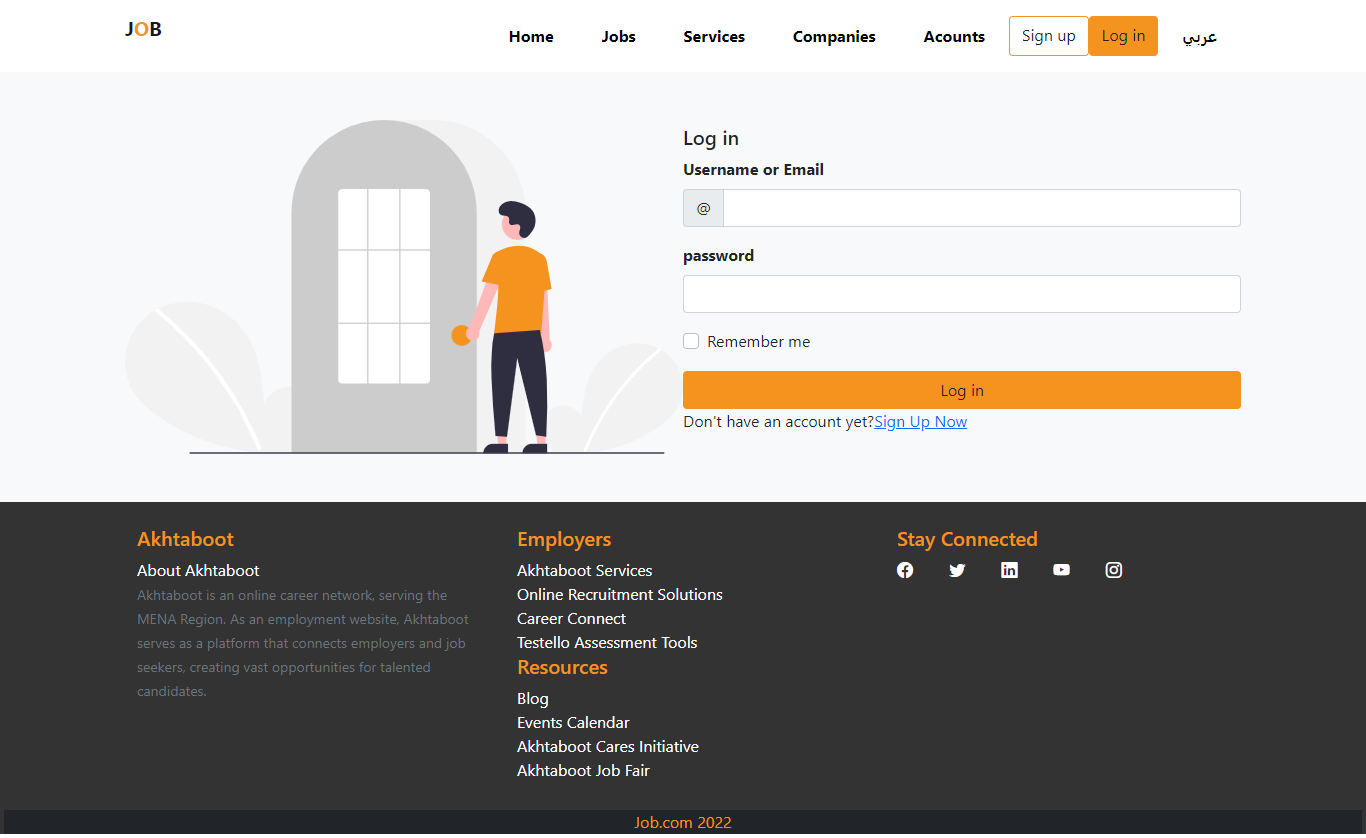 JOB
Home Jobs Services Companies Acounts Sign up Log in عربي
Log in
Username or Email
@
password
Remember me
Log in
Don't have an account yet?Sign Up Now
Akhtaboot
About Akhtaboot
Akhtaboot is an online career network, serving the
MENA Region. As an employment website, Akhtaboot
serves as a platform that connects employers and job
seekers, creating vast opportunities for talented
candidates.
Employers
Akhtaboot Services
Online Recruitment Solutions
Career Connect
Testello Assessment Tools
Resources
Blog
Events Calendar
Akhtaboot Cares Initiative
Akhtaboot Job Fair
Stay Connected
Job.com 2022